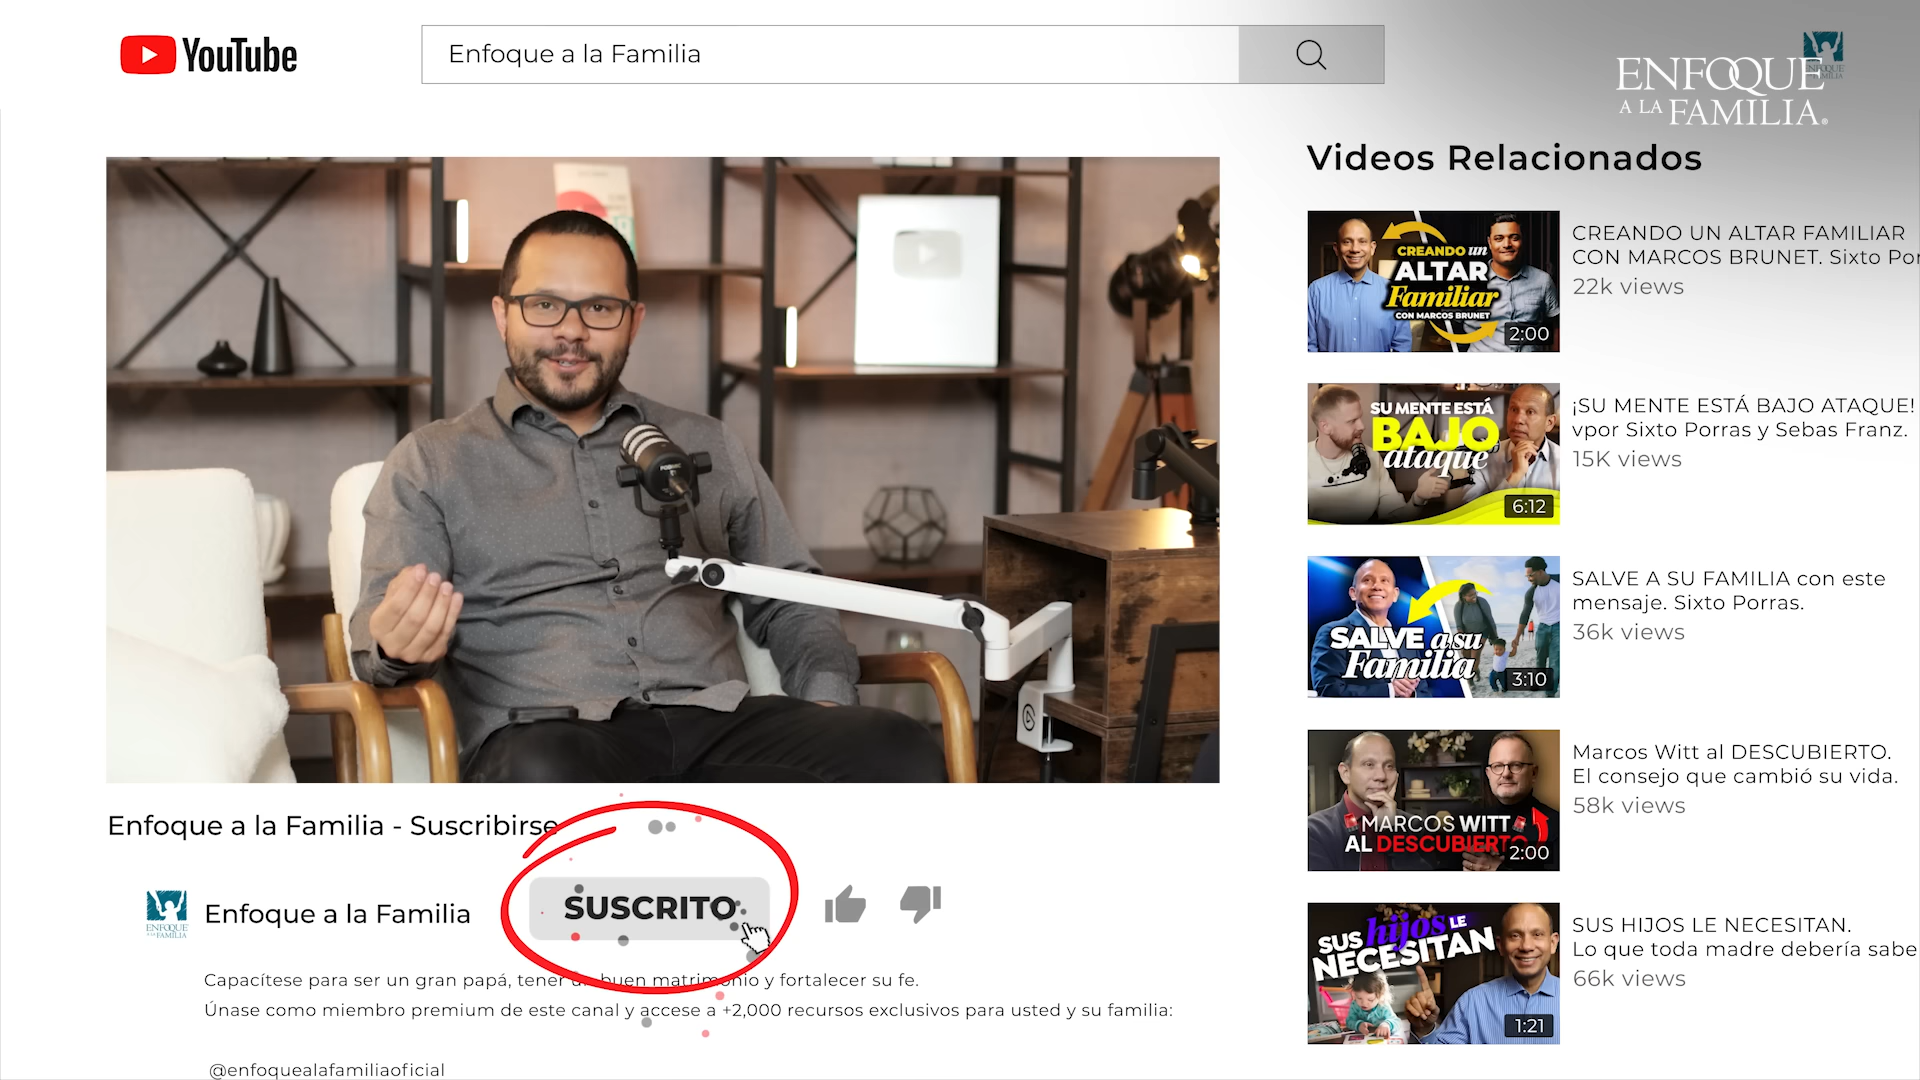 YouTube
Enfoque a la Familia
ENFOQUE
A LA FAMILIA®
Videos Relacionados
CREANDO un
ALTAR
Familiar
CON MARCOS BRUNET
2:00
CREANDO UN ALTAR FAMILIAR
CON MARCOS BRUNET. Sixto Por
22k views
SU MENTE ESTÁ
BAJO
ataque
6:12
¡SU MENTE ESTÁ BAJO ATAQUE!
vpor Sixto Porras y Sebas Franz.
15K views
SALVE a su
Familia
3:10
SALVE A SU FAMILIA con este
mensaje. Sixto Porras.
36k views
MARCOS WITT
AL DESCUBIERTO
2:00
Marcos Witt al DESCUBIERTO.
El consejo que cambió su vida.
58k views
SUS hijos LE
NECESITAN
1:21
SUS HIJOS LE NECESITAN.
Lo que toda madre debería sabe
66k views
Enfoque a la Familia - Suscribirse
ENFOQUE
A LA FAMILIA
Enfoque a la Familia
SUSCRITO
Capacítese para ser un gran papá, tener un buen matrimonio y fortalecer su fe.
Únase como miembro premium de este canal y accese a +2,000 recursos exclusivos para usted y su familia:
@enfoquealafamiliaoficial